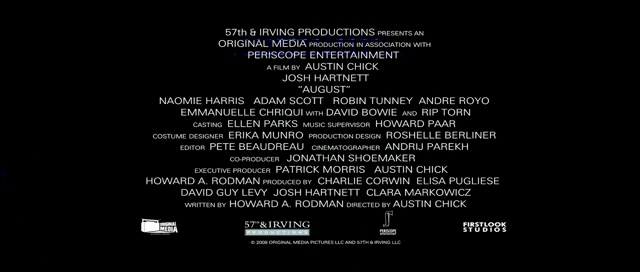 57th & IRVING PRODUCTIONS PRESENTS AN
ORIGINAL MEDIA PRODUCTION IN ASSOCIATION WITH
PERISCOPE ENTERTAINMENT
A FILM BY AUSTIN CHICK
JOSH HARTNETT
"AUGUST"
NAOMIE HARRIS ADAM SCOTT ROBIN TUNNEY ANDRE ROYO
EMMANUELLE CHRIQUI WITH DAVID BOWIE AND RIP TORN
CASTING ELLEN PARKS MUSIC SUPERVISOR HOWARD PAAR
COSTUME DESIGNER ERIKA MUNRO PRODUCTION DESIGN ROSHELLE BERLINER
EDITOR PETE BEAUDREAU CINEMATOGRAPHER ANDRIJ PAREKH
CO-PRODUCER JONATHAN SHOEMAKER
EXECUTIVE PRODUCER PATRICK MORRIS AUSTIN CHICK
HOWARD A. RODMAN PRODUCED BY CHARLIE CORWIN ELISA PUGLIESE
DAVID GUY LEVY JOSH HARTNETT CLARA MARKOWICZ
WRITTEN BY HOWARD A. RODMAN DIRECTED BY AUSTIN CHICK
ORIGINAL MEDIA
57th & IRVING PRODUCTIONS
PERISCOPE ENTERTAINMENT
FIRSTLOOK STUDIOS
© 2008 ORIGINAL MEDIA PICTURES LLC AND 57TH & IRVING LLC